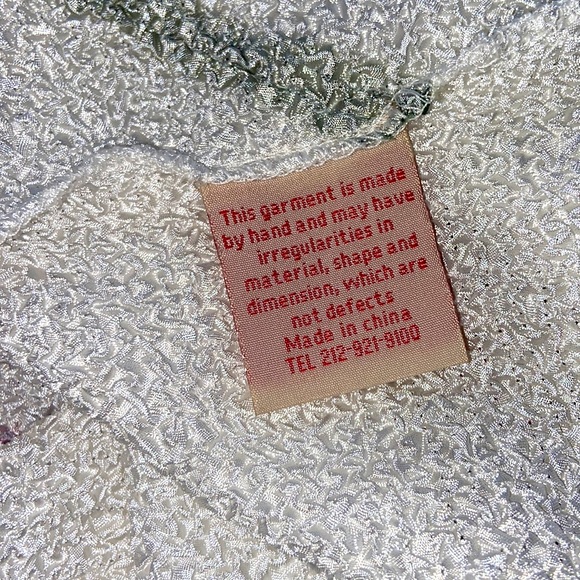 This garment is made
by hand and may have
irregularities in
material, shape and
dimension, which are
not defects
Made in china
TEL 212-921-9100